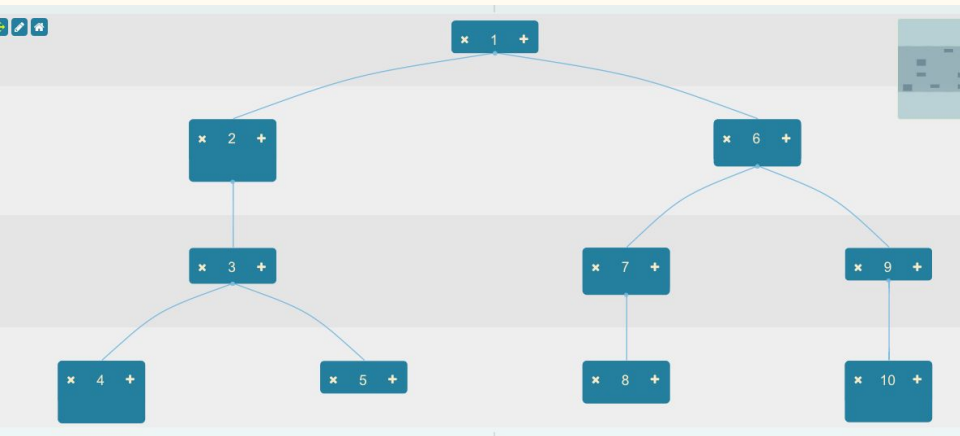 × 1 +
× 2 +
× 6 +
× 3 +
× 7 +
× 9 +
× 4 +
× 5 +
× 8 +
× 10 +